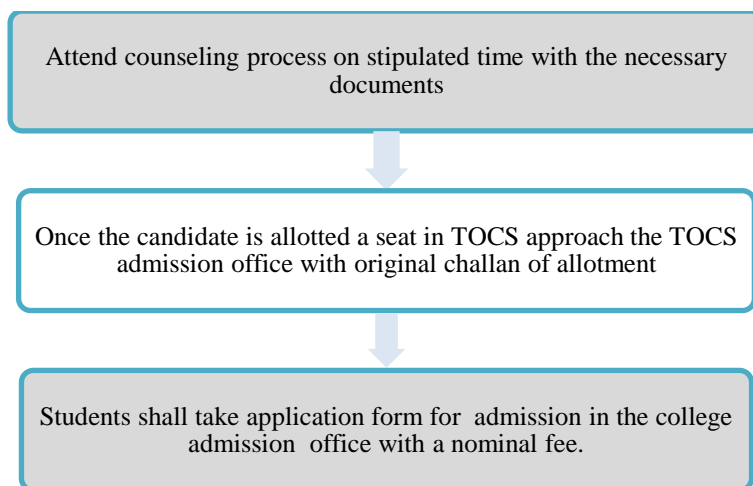 Attend counseling process on stipulated time with the necessary
documents
Once the candidate is allotted a seat in TOCS approach the TOCS
admission office with original challan of allotment
Students shall take application form for  admission in the college
admission  office with a nominal fee.